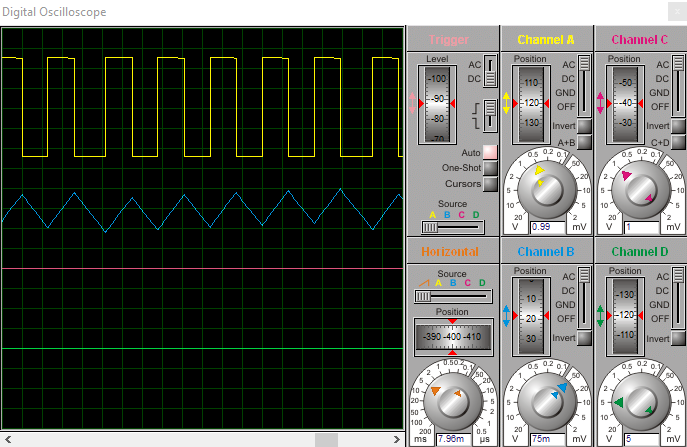 Digital Oscilloscope x
Trigger
Level
-100
-90
-80
-70
AC
DC
Auto
One-Shot
Cursors
Source
A B C D
Channel A
Position
110
120
130
AC
DC
GND
OFF
Invert
A+B
20 10 5 2 1 0.5 0.2 0.1 50 20 10 5 2
V 0.99 mV
Channel C
Position
-50
-40
-30
AC
DC
GND
OFF
Invert
C+D
20 10 5 2 1 0.5 0.2 0.1 50 20 10 5 2
V 1 mV
Horizontal
Source
A B C D
Position
-390 -400 -410
200 100 50 20 10 5 2 1 0.5 0.2 0.1 50 20 10 5 2 1 0.5
ms 7.96m µs
Channel B
Position
10
20
30
AC
DC
GND
OFF
Invert
20 10 5 2 1 0.5 0.2 0.1 50 20 10 5 2
V 75m mV
Channel D
Position
-130
-120
-110
AC
DC
GND
OFF
Invert
20 10 5 2 1 0.5 0.2 0.1 50 20 10 5 2
V 5 mV